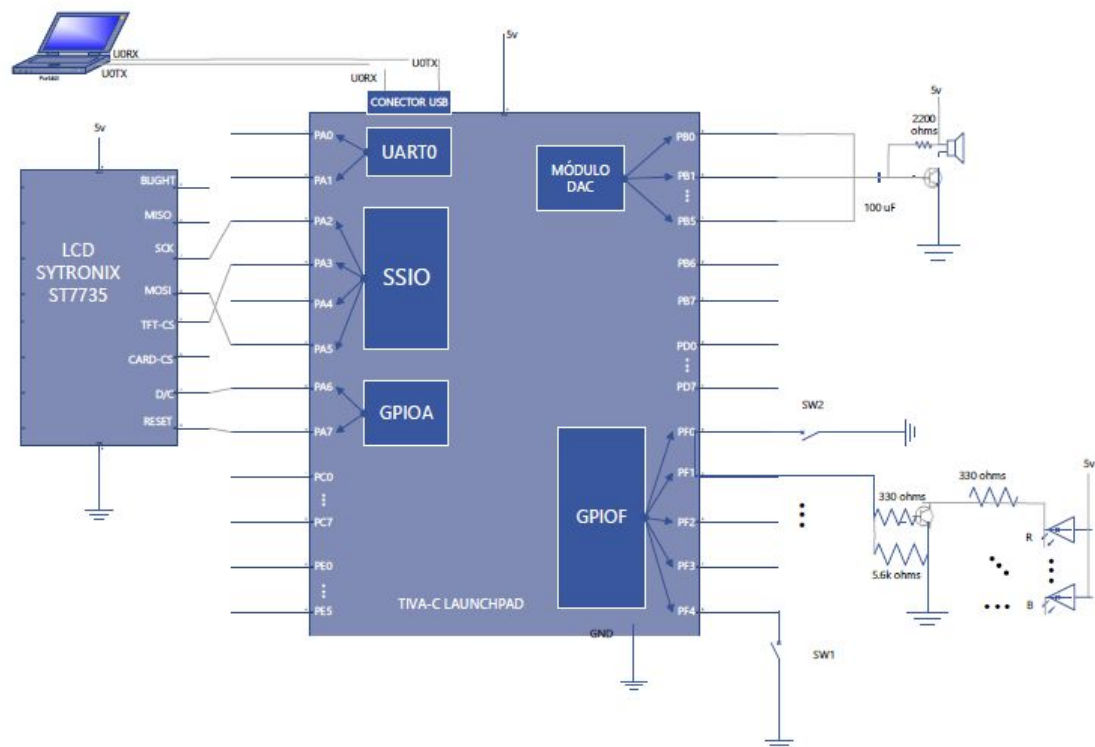 U0RX
U0TX
Portátil
U0TX
U0RX
CONECTOR USB
5v
5v
LCD
SYTRONIX
ST7735
BLIGHT
MISO
SCK
MOSI
TFT-CS
CARD-CS
D/C
RESET
PA0
PA1
PA2
PA3
PA4
PA5
PA6
PA7
PC0
PC7
PE0
PE5
UART0
SSI0
GPIOA
MÓDULO
DAC
GPIOF
TIVA-C LAUNCHPAD
GND
PB0
PB1
PB5
PB6
PB7
PD0
PD7
PF0
PF1
PF2
PF3
PF4
5v
2200
ohms
100 uF
SW2
330 ohms
330 ohms
5.6k ohms
5v
R
B
SW1